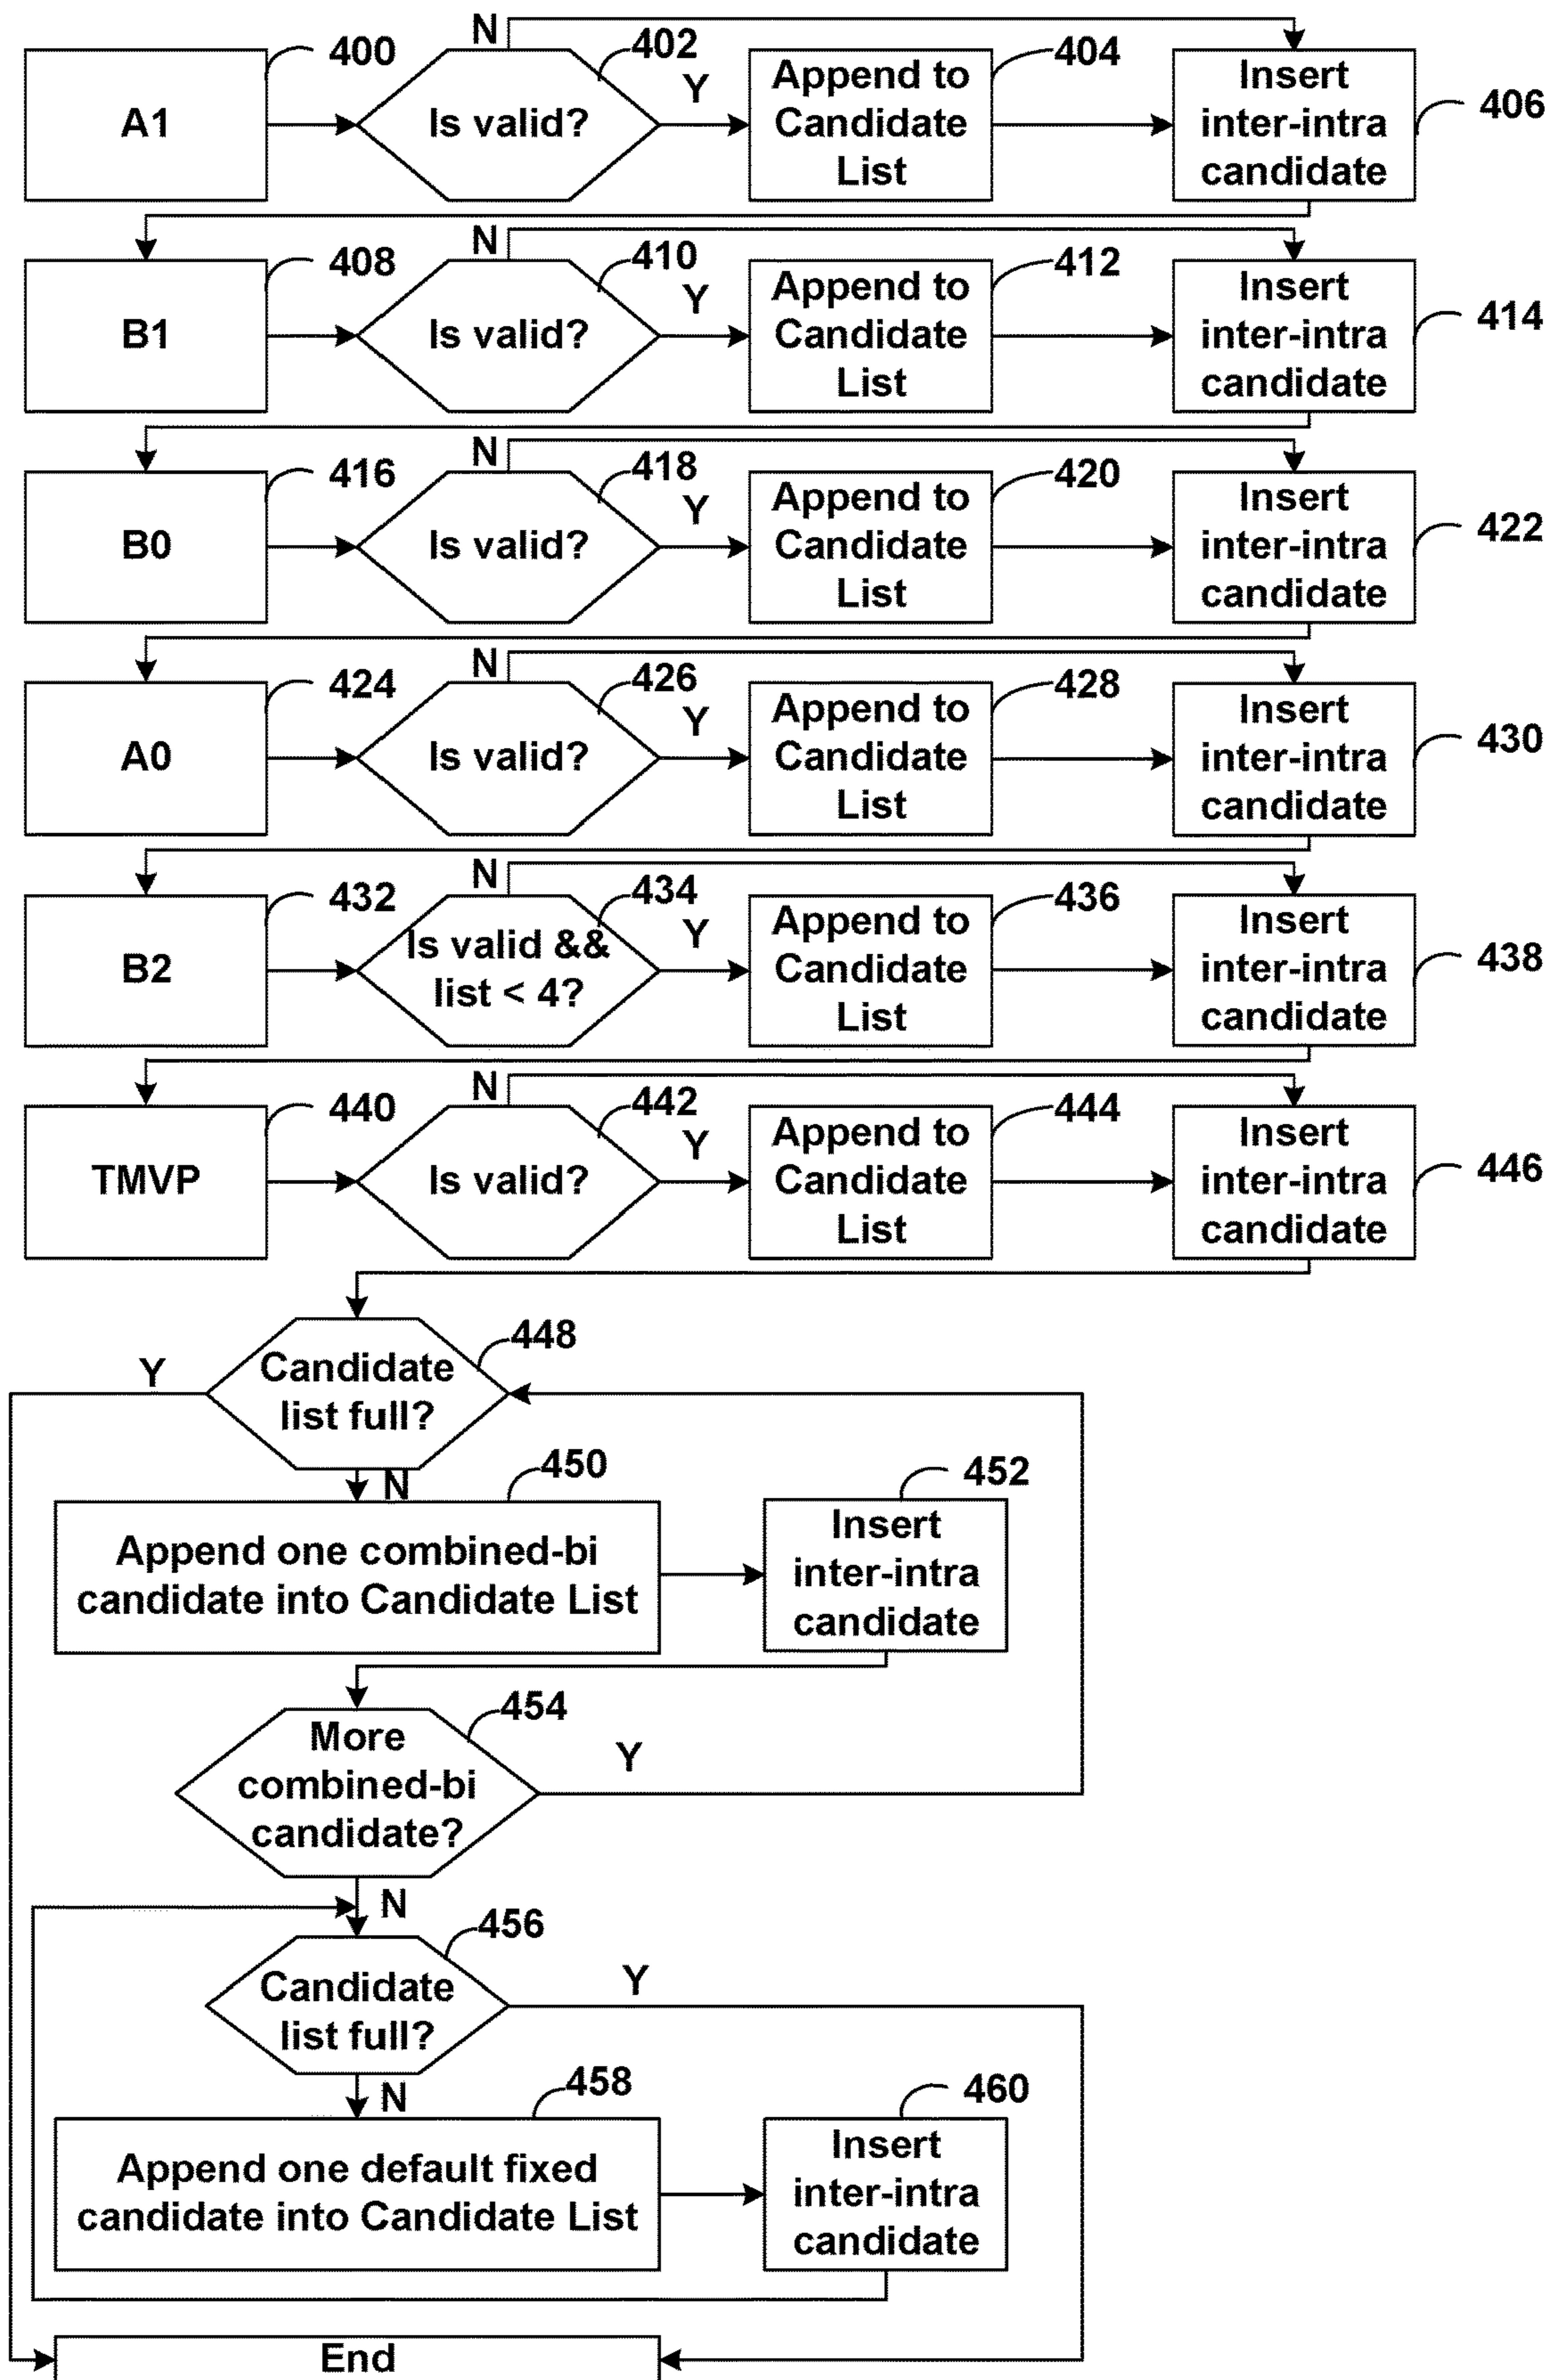 N
400
402
404
A1
Is valid?
Y
Append to
Candidate
List
Insert
inter-intra
candidate
406
N
408
410
412
B1
Is valid?
Y
Append to
Candidate
List
Insert
inter-intra
candidate
414
N
416
418
420
B0
Is valid?
Y
Append to
Candidate
List
Insert
inter-intra
candidate
422
N
424
426
428
A0
Is valid?
Y
Append to
Candidate
List
Insert
inter-intra
candidate
430
N
432
434
436
B2
Is valid &&
list < 4?
Y
Append to
Candidate
List
Insert
inter-intra
candidate
438
N
440
442
444
TMVP
Is valid?
Y
Append to
Candidate
List
Insert
inter-intra
candidate
446
448
Y
Candidate
list full?
N
450
452
Append one combined-bi
candidate into Candidate List
Insert
inter-intra
candidate
454
More
combined-bi
candidate?
Y
N
456
Candidate
list full?
Y
N
458
460
Append one default fixed
candidate into Candidate List
Insert
inter-intra
candidate
End